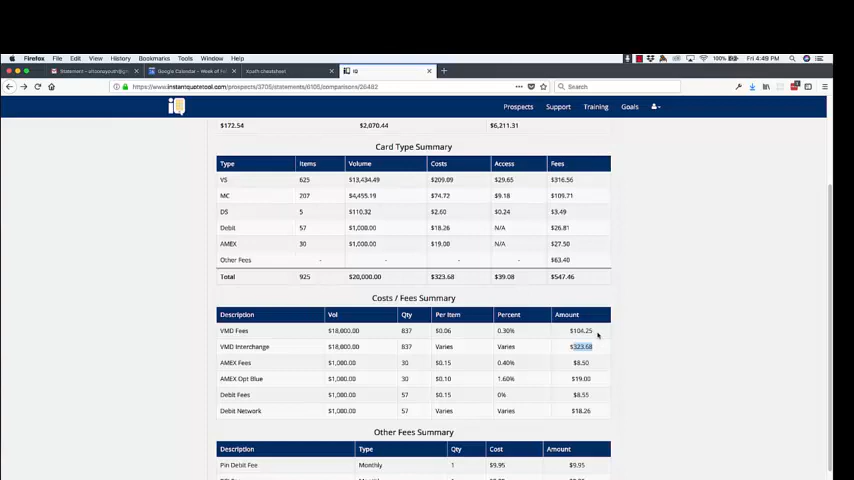 Firefox File Edit View History Bookmarks Tools Window Help 100% Fri 4:49 PM
Google Calendar - Week of Xpath cheatsheet IQ
https://www.instantquotetool.com/prospects/3705/statements/6105/comparisons/26482 Search
iQ Prospects Support Training Goals
$172.54 $2,070.44 $6,211.31
Card Type Summary
Type Items Volume Costs Access Fees
VS 625 $13,434.49 $209.09 $29.65 $316.56
MC 207 $4,455.19 $74.72 $9.18 $109.71
DS 5 $110.32 $2.60 $0.24 $3.49
Debit 57 $1,000.00 $18.26 N/A $26.81
AMEX 30 $1,000.00 $19.00 N/A $27.50
Other Fees - - - - $63.40
Total 925 $20,000.00 $323.68 $39.08 $547.46
Costs / Fees Summary
Description Vol Qty Per Item Percent Amount
VMD Fees $18,000.00 837 $0.06 0.30% $104.25
VMD Interchange $18,000.00 837 Varies Varies $323.68
AMEX Fees $1,000.00 30 $0.15 0.40% $8.50
AMEX Opt Blue $1,000.00 30 $0.10 1.60% $19.00
Debit Fees $1,000.00 57 $0.15 0% $8.55
Debit Network $1,000.00 57 Varies Varies $18.26
Other Fees Summary
Description Type Qty Cost Amount
Pin Debit Fee Monthly 1 $9.95 $9.95